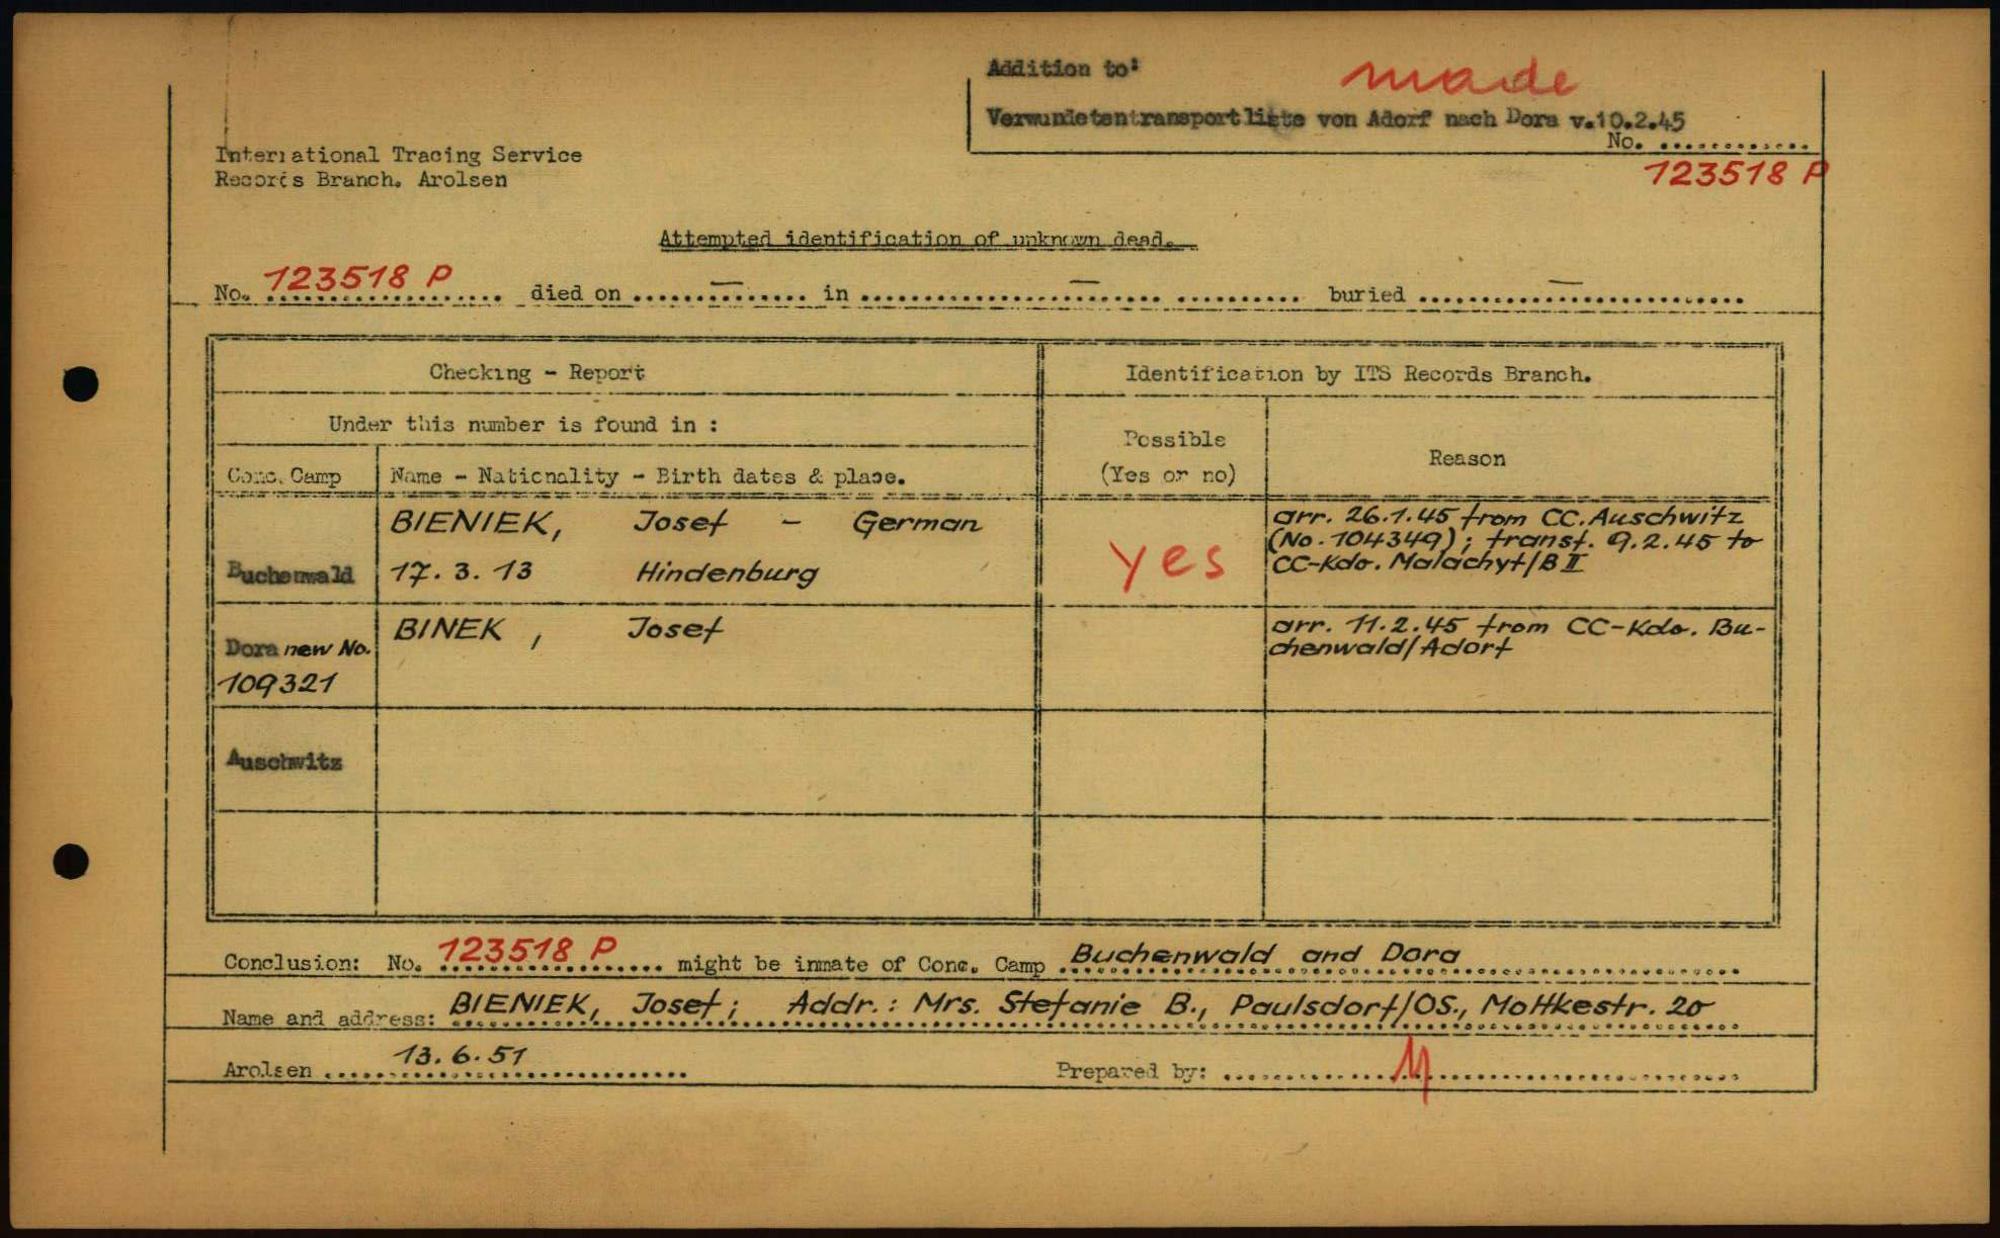 Addition to:
made
Verwundetentransportliste von Adorf nach Dora v.10.2.45
No. ............
123518 P
International Tracing Service
Records Branch. Arolsen
Attempted identification of unknown dead.
No. 123518 P died on — in — buried —
Checking - Report
Identification by ITS Records Branch.
Under this number is found in :
Possible
(Yes or no)
Reason
Conc. Camp
Name - Nationality - Birth dates & place.
Buchenwald
BIENIEK, Josef - German
17.3.13 Hindenburg
yes
arr. 26.1.45 from CC. Auschwitz
(No. 104349); transf. 9.2.45 to
CC-Kdo. Malachyt/B II
Dora new No.
109321
BINEK, Josef
arr. 11.2.45 from CC-Kdo. Bu-
chenwald/Adorf
Auschwitz
Conclusion: No. 123518 P might be inmate of Conc. Camp Buchenwald and Dora
Name and address: BIENIEK, Josef; Addr.: Mrs. Stefanie B., Paulsdorf/OS., Moltkestr. 20
Arolsen 13.6.51
Prepared by: